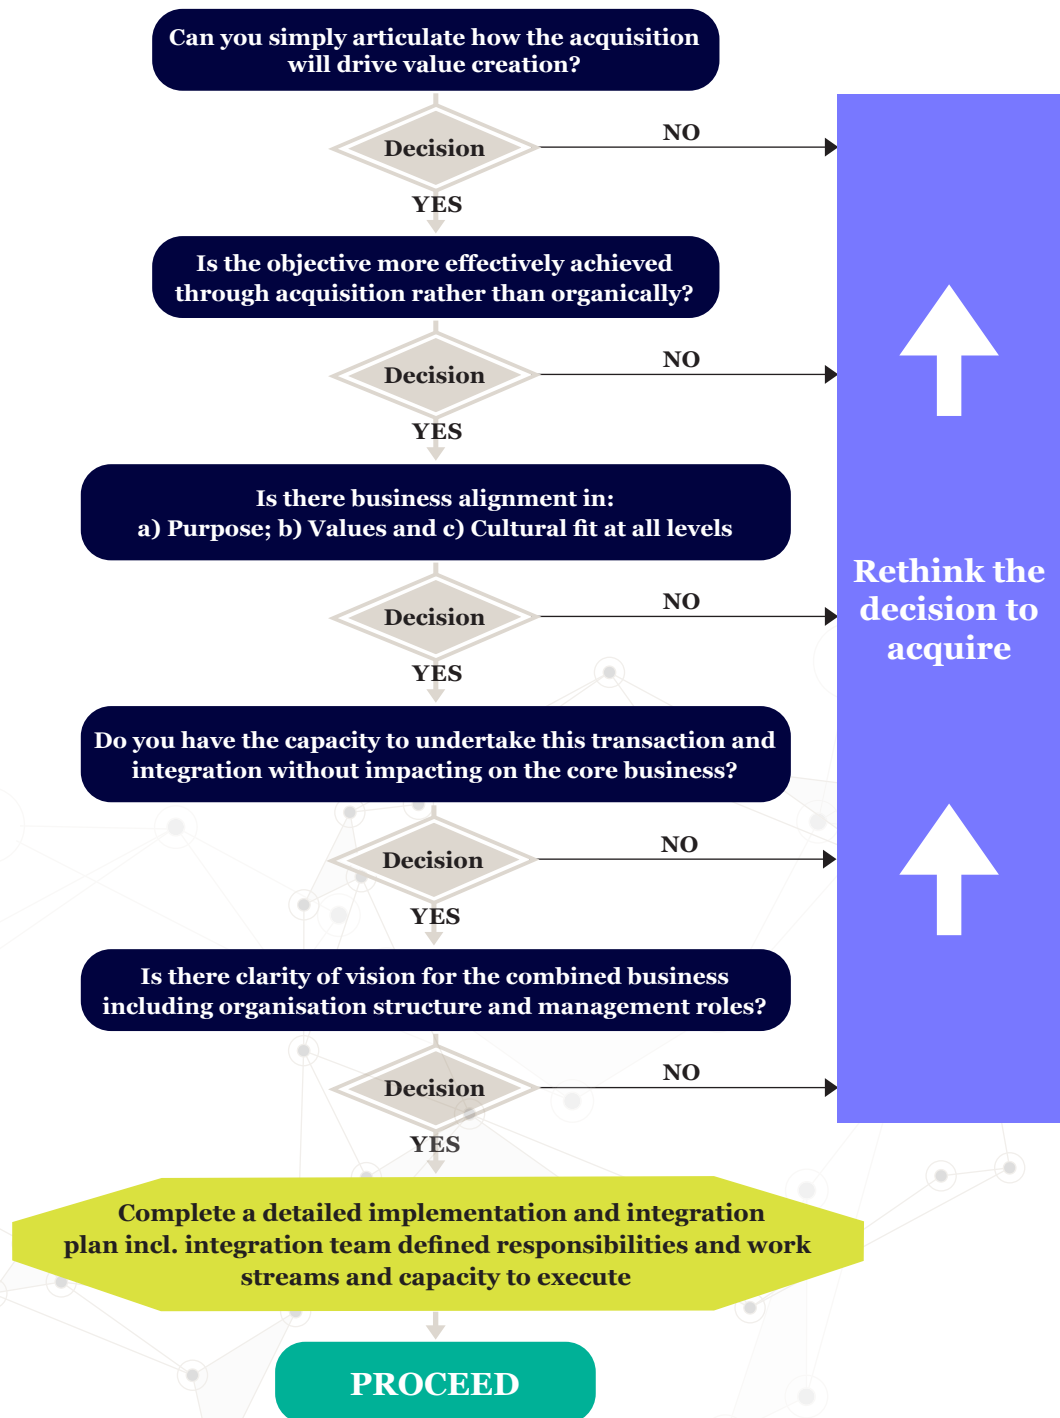 Can you simply articulate how the acquisition
will drive value creation?
Decision
NO
YES
Is the objective more effectively achieved
through acquisition rather than organically?
Decision
NO
YES
Is there business alignment in:
a) Purpose; b) Values and c) Cultural fit at all levels
Decision
NO
YES
Rethink the
decision to
acquire
Do you have the capacity to undertake this transaction and
integration without impacting on the core business?
Decision
NO
YES
Is there clarity of vision for the combined business
including organisation structure and management roles?
Decision
NO
YES
Complete a detailed implementation and integration
plan incl. integration team defined responsibilities and work
streams and capacity to execute
PROCEED